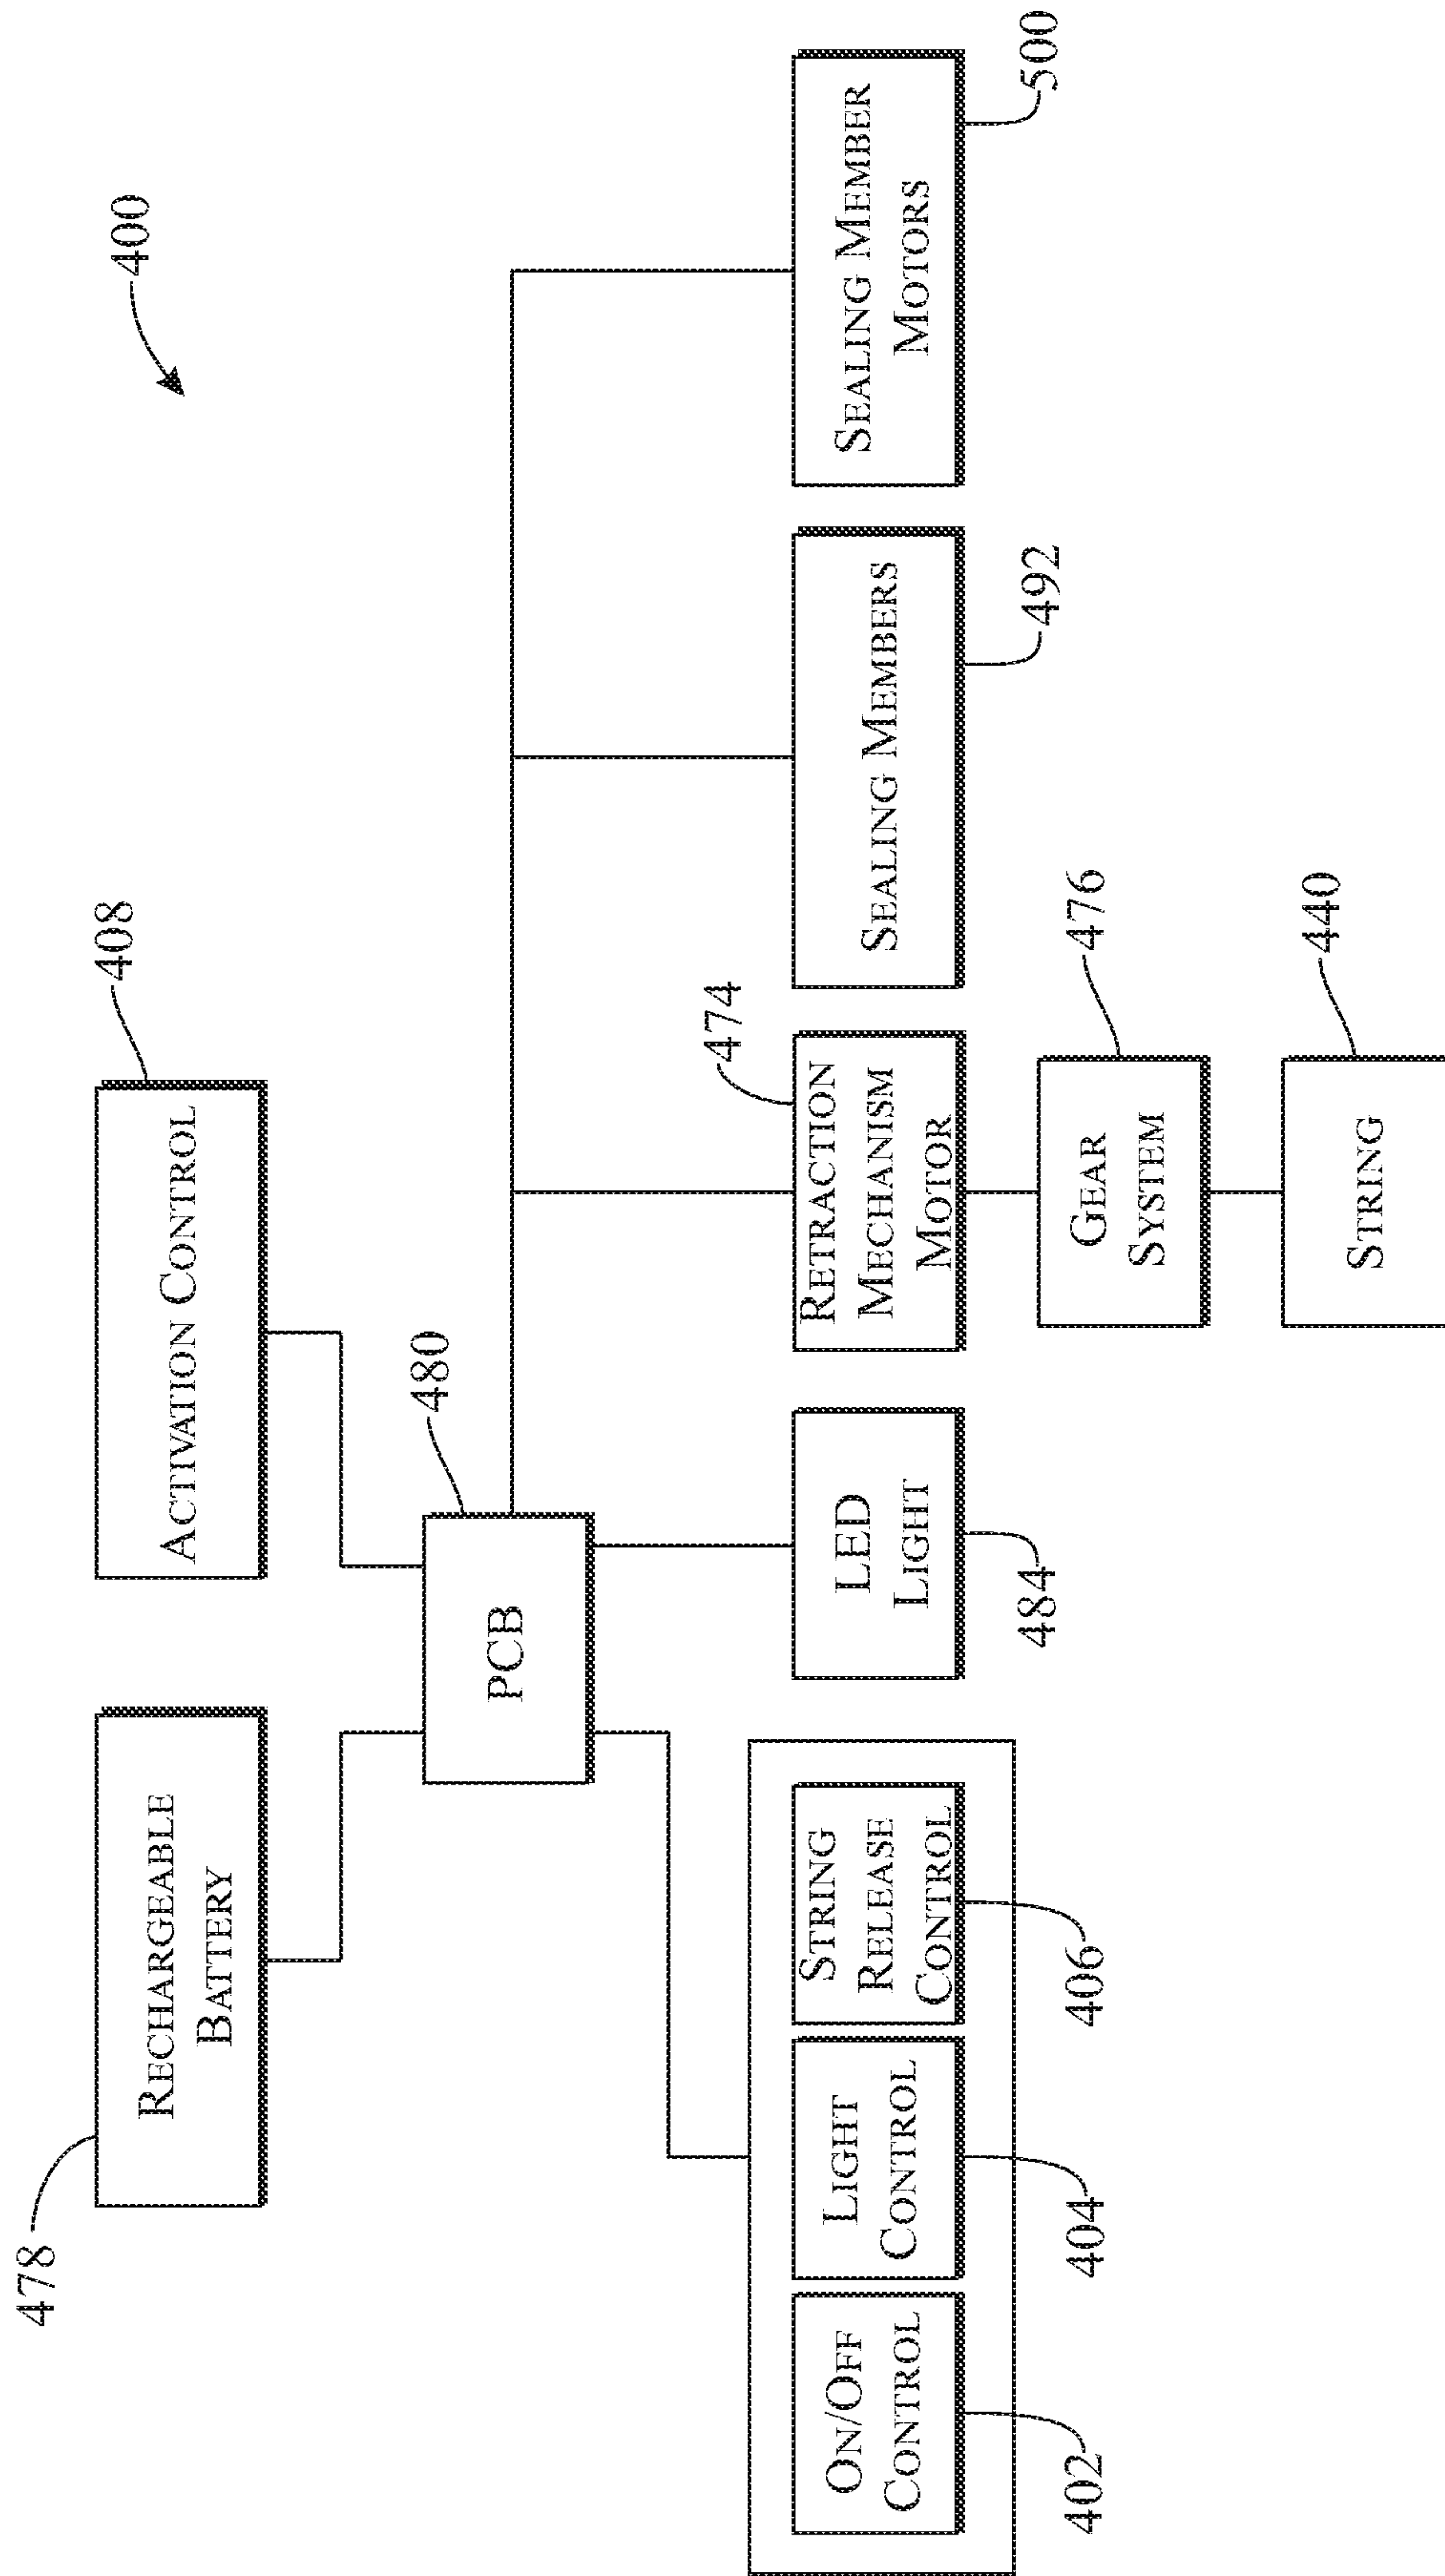 400
478
RECHARGEABLE
BATTERY
ACTIVATION CONTROL
408
PCB
480
ON/OFF
CONTROL
402
LIGHT
CONTROL
404
STRING
RELEASE
CONTROL
406
LED
LIGHT
484
RETRACTION
MECHANISM
MOTOR
474
SEALING MEMBERS
492
SEALING MEMBER
MOTORS
500
GEAR
SYSTEM
476
STRING
440